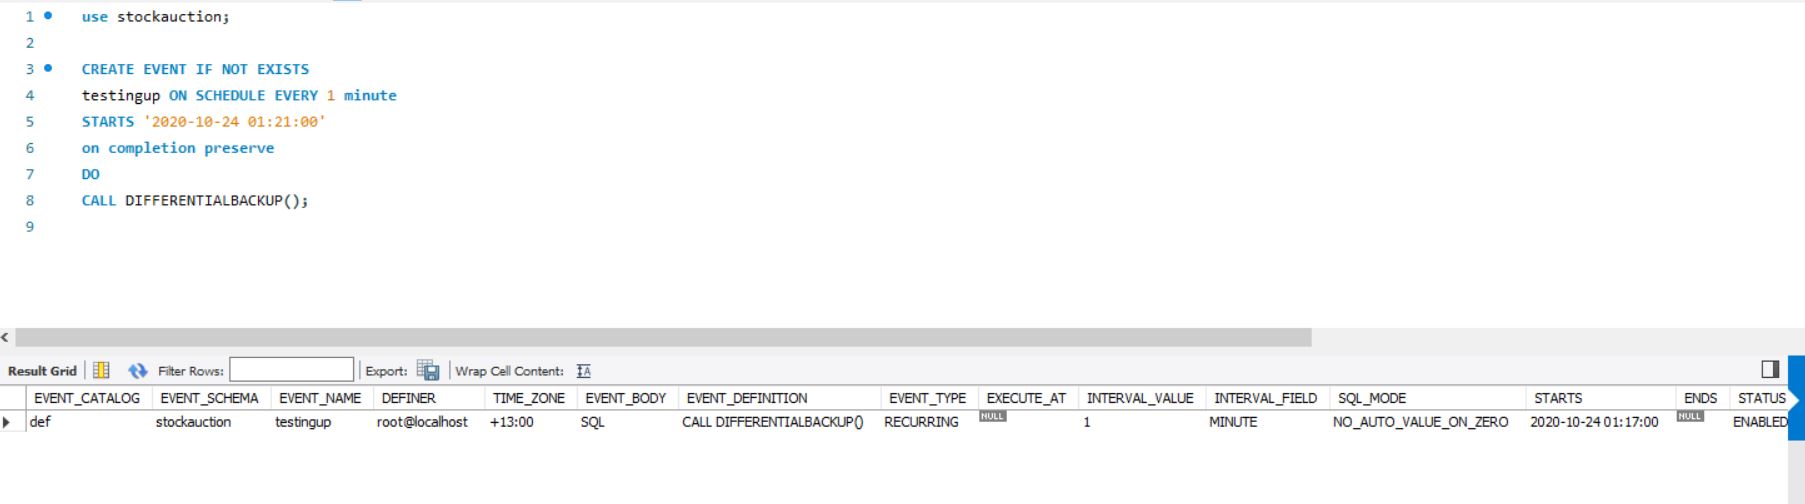 1 use stockauction;
2
3 CREATE EVENT IF NOT EXISTS
4 testingup ON SCHEDULE EVERY 1 minute
5 STARTS '2020-10-24 01:21:00'
6 on completion preserve
7 DO
8 CALL DIFFERENTIALBACKUP();
9
Result Grid Filter Rows: Export: Wrap Cell Content: IA
EVENT_CATALOG EVENT_SCHEMA EVENT_NAME DEFINER TIME_ZONE EVENT_BODY EVENT_DEFINITION EVENT_TYPE EXECUTE_AT INTERVAL_VALUE INTERVAL_FIELD SQL_MODE STARTS ENDS STATUS
def stockauction testingup root@localhost +13:00 SQL CALL DIFFERENTIALBACKUP() RECURRING NULL 1 MINUTE NO_AUTO_VALUE_ON_ZERO 2020-10-24 01:17:00 NULL ENABLED